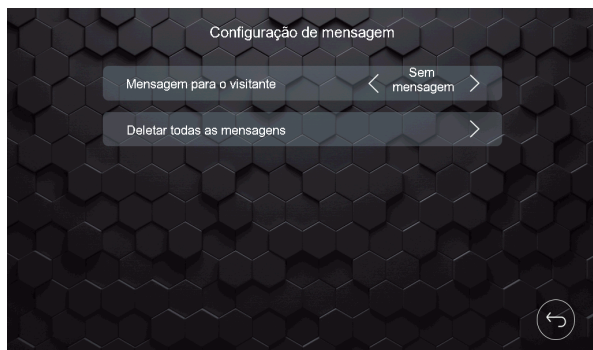 Configuração de mensagem
Mensagem para o visitante
Sem
mensagem
Deletar todas as mensagens